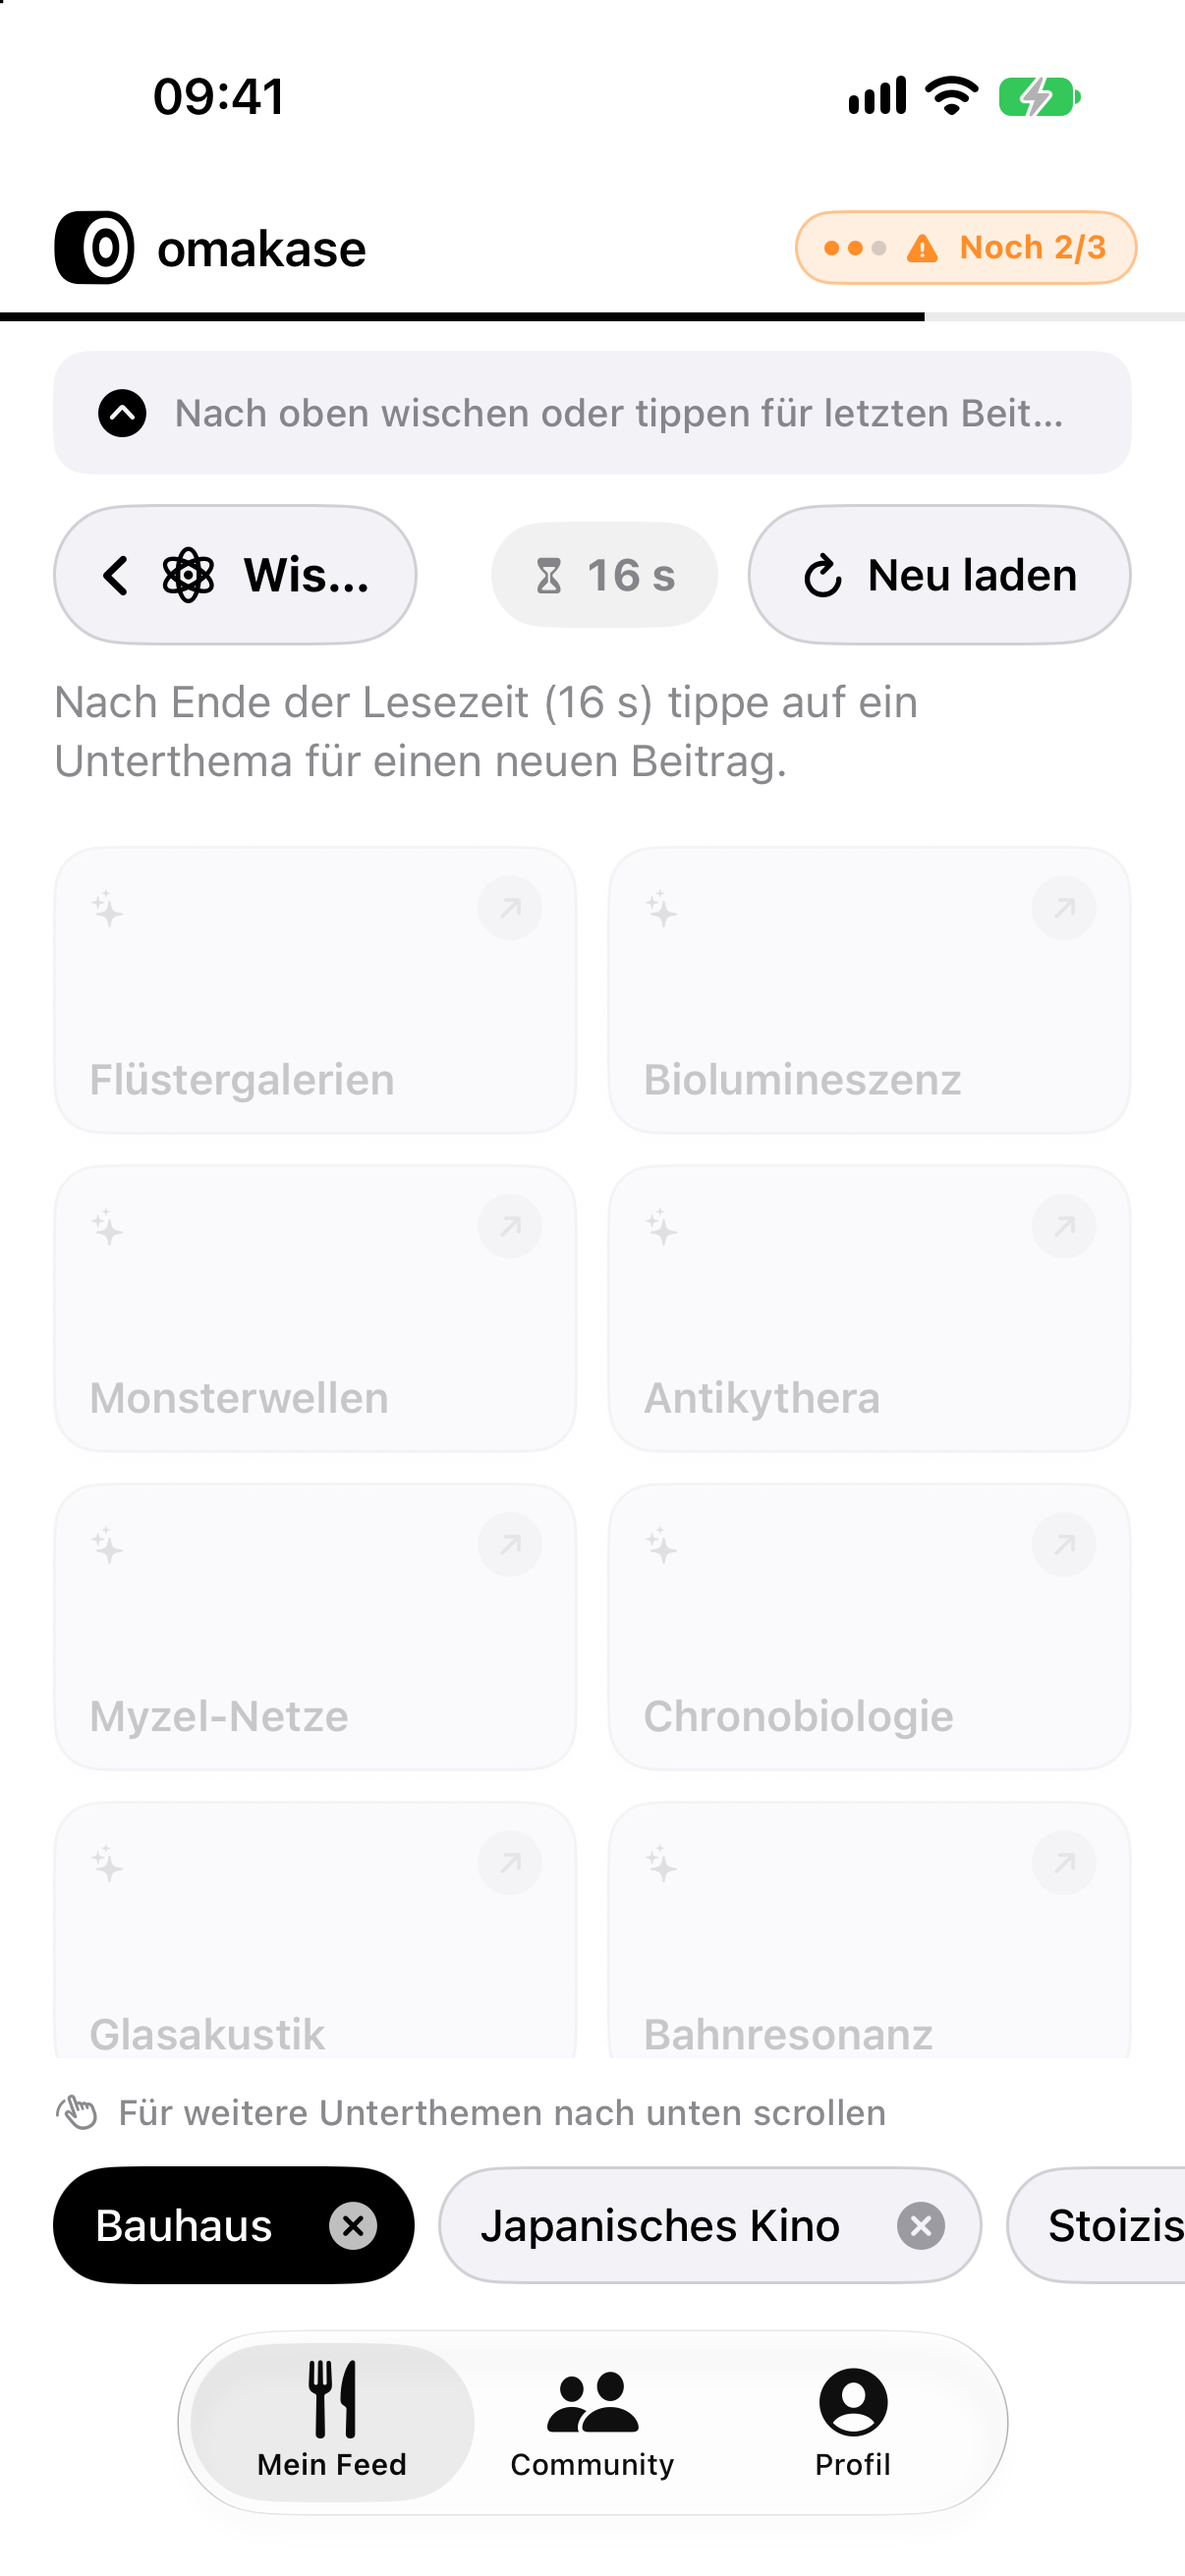 09:41
omakase
Noch 2/3
Nach oben wischen oder tippen für letzten Beit...
Wis...
16 s
Neu laden
Nach Ende der Lesezeit (16 s) tippe auf ein
Unterthema für einen neuen Beitrag.
Flüstergalerien
Biolumineszenz
Monsterwellen
Antikythera
Myzel-Netze
Chronobiologie
Glasakustik
Bahnresonanz
Für weitere Unterthemen nach unten scrollen
Bauhaus
Japanisches Kino
Stoizis
Mein Feed
Community
Profil